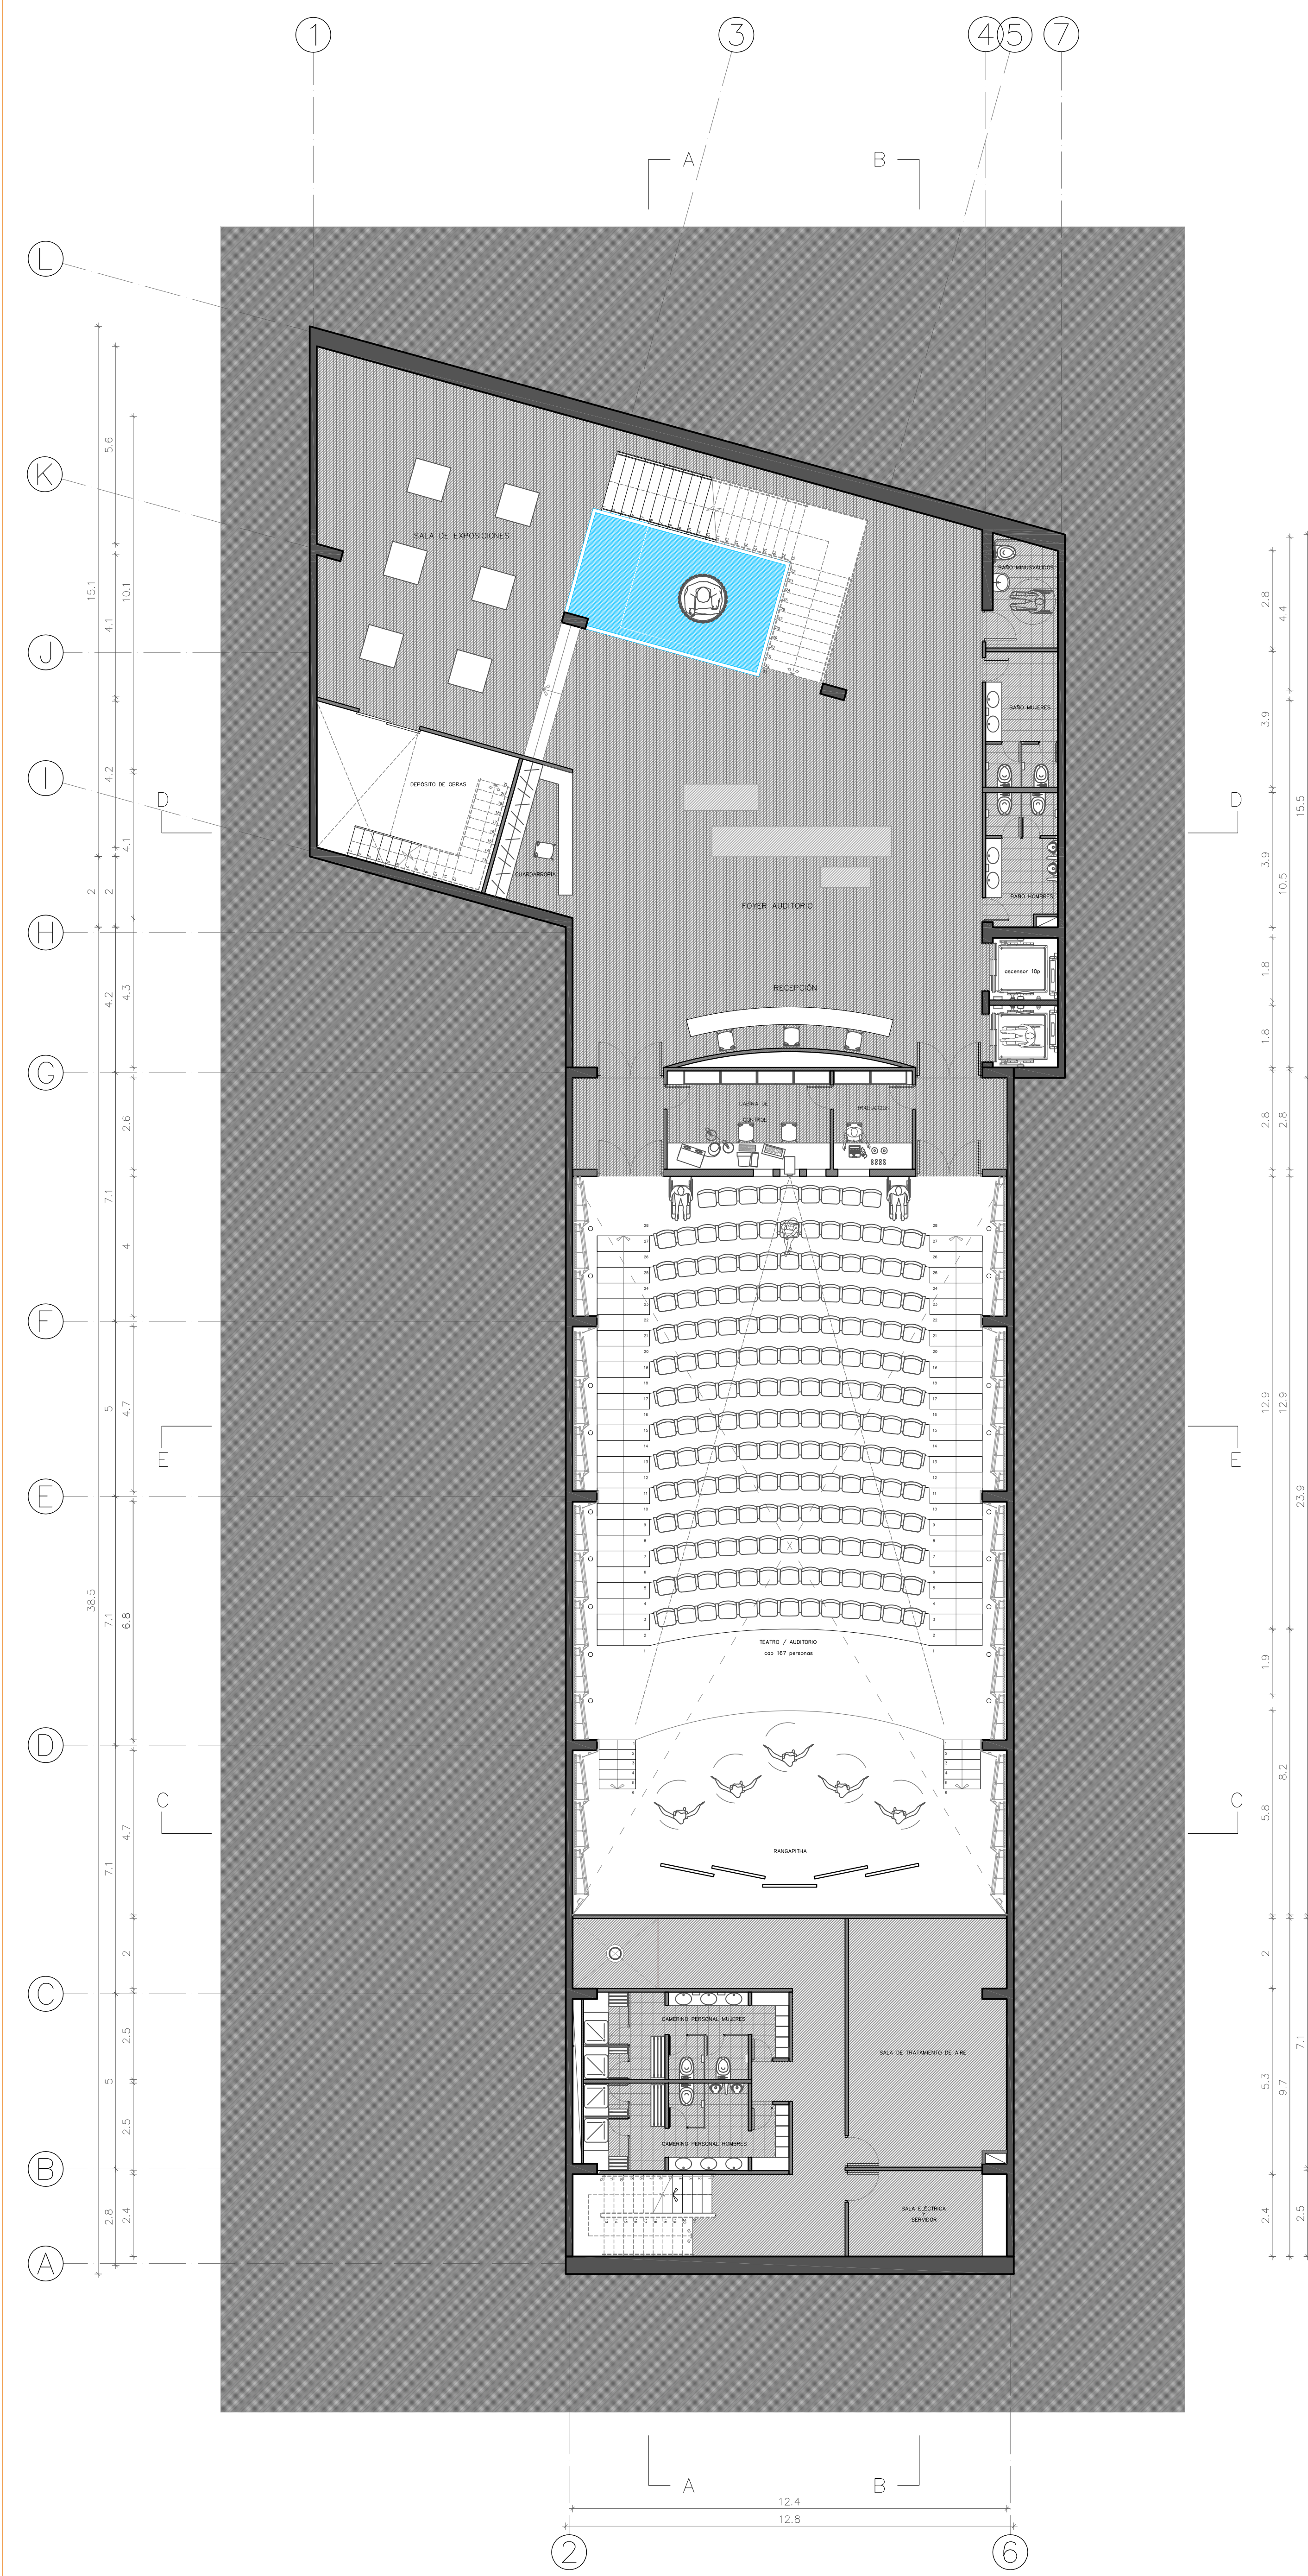 1
3
4
5
7
A
B
L
K
J
I
H
G
F
E
D
C
B
A
SALA DE EXPOSICIONES
BAÑO MINUSVÁLIDOS
BAÑO MUJERES
DEPÓSITO DE OBRAS
D
D
GUARDARROPÍA
BAÑO HOMBRES
FOYER AUDITORIO
ascensor 10p
RECEPCIÓN
CABINA DE
CONTROL
TRADUCCION
E
E
TEATRO / AUDITORIO
cap 167 personas
C
C
RANGAPITHA
CAMERINO PERSONAL MUJERES
SALA DE TRATAMIENTO DE AIRE
CAMERINO PERSONAL HOMBRES
SALA ELÉCTRICA
Y
SERVIDOR
A
B
12.4
12.8
2
6
15.1
2
38.5
5.6
4.1
4.2
2
4.2
7.1
5
7.1
7.1
5
2.8
10.1
4.1
4.3
2.6
4
4.7
6.8
4.7
2
2.5
2.5
2.4
2.8
3.9
3.9
1.8
1.8
2.8
12.9
1.9
5.8
2
5.3
2.4
4.4
10.5
2.8
12.9
8.2
9.7
15.5
23.9
7.1
2.5